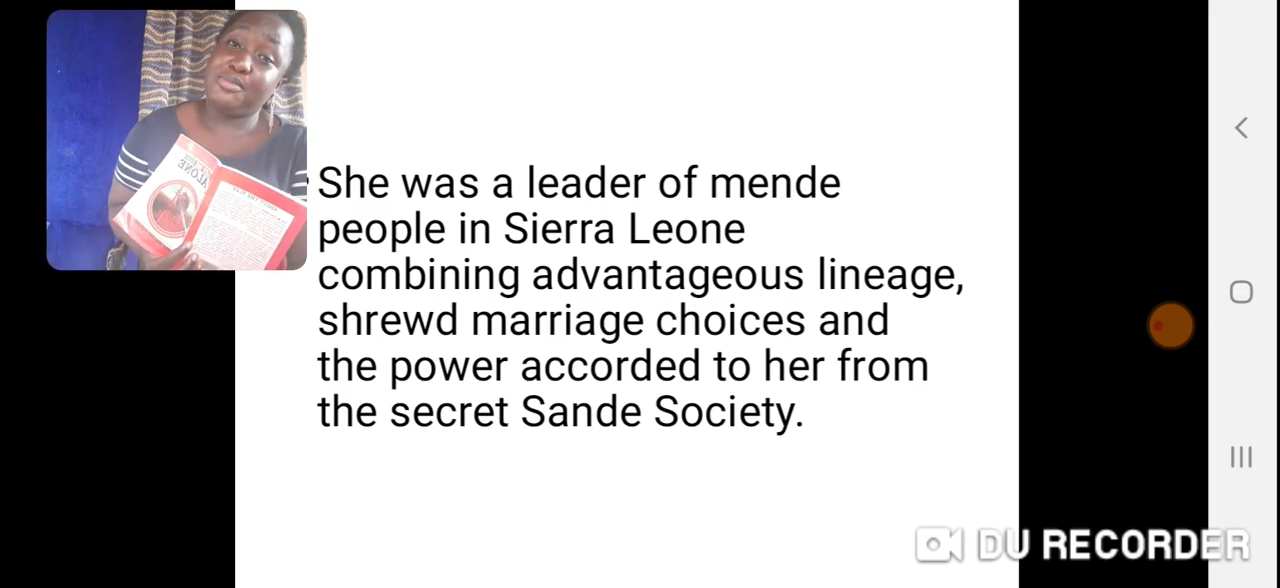 She was a leader of mende
people in Sierra Leone
combining advantageous lineage,
shrewd marriage choices and
the power accorded to her from
the secret Sande Society.
DU RECORDER